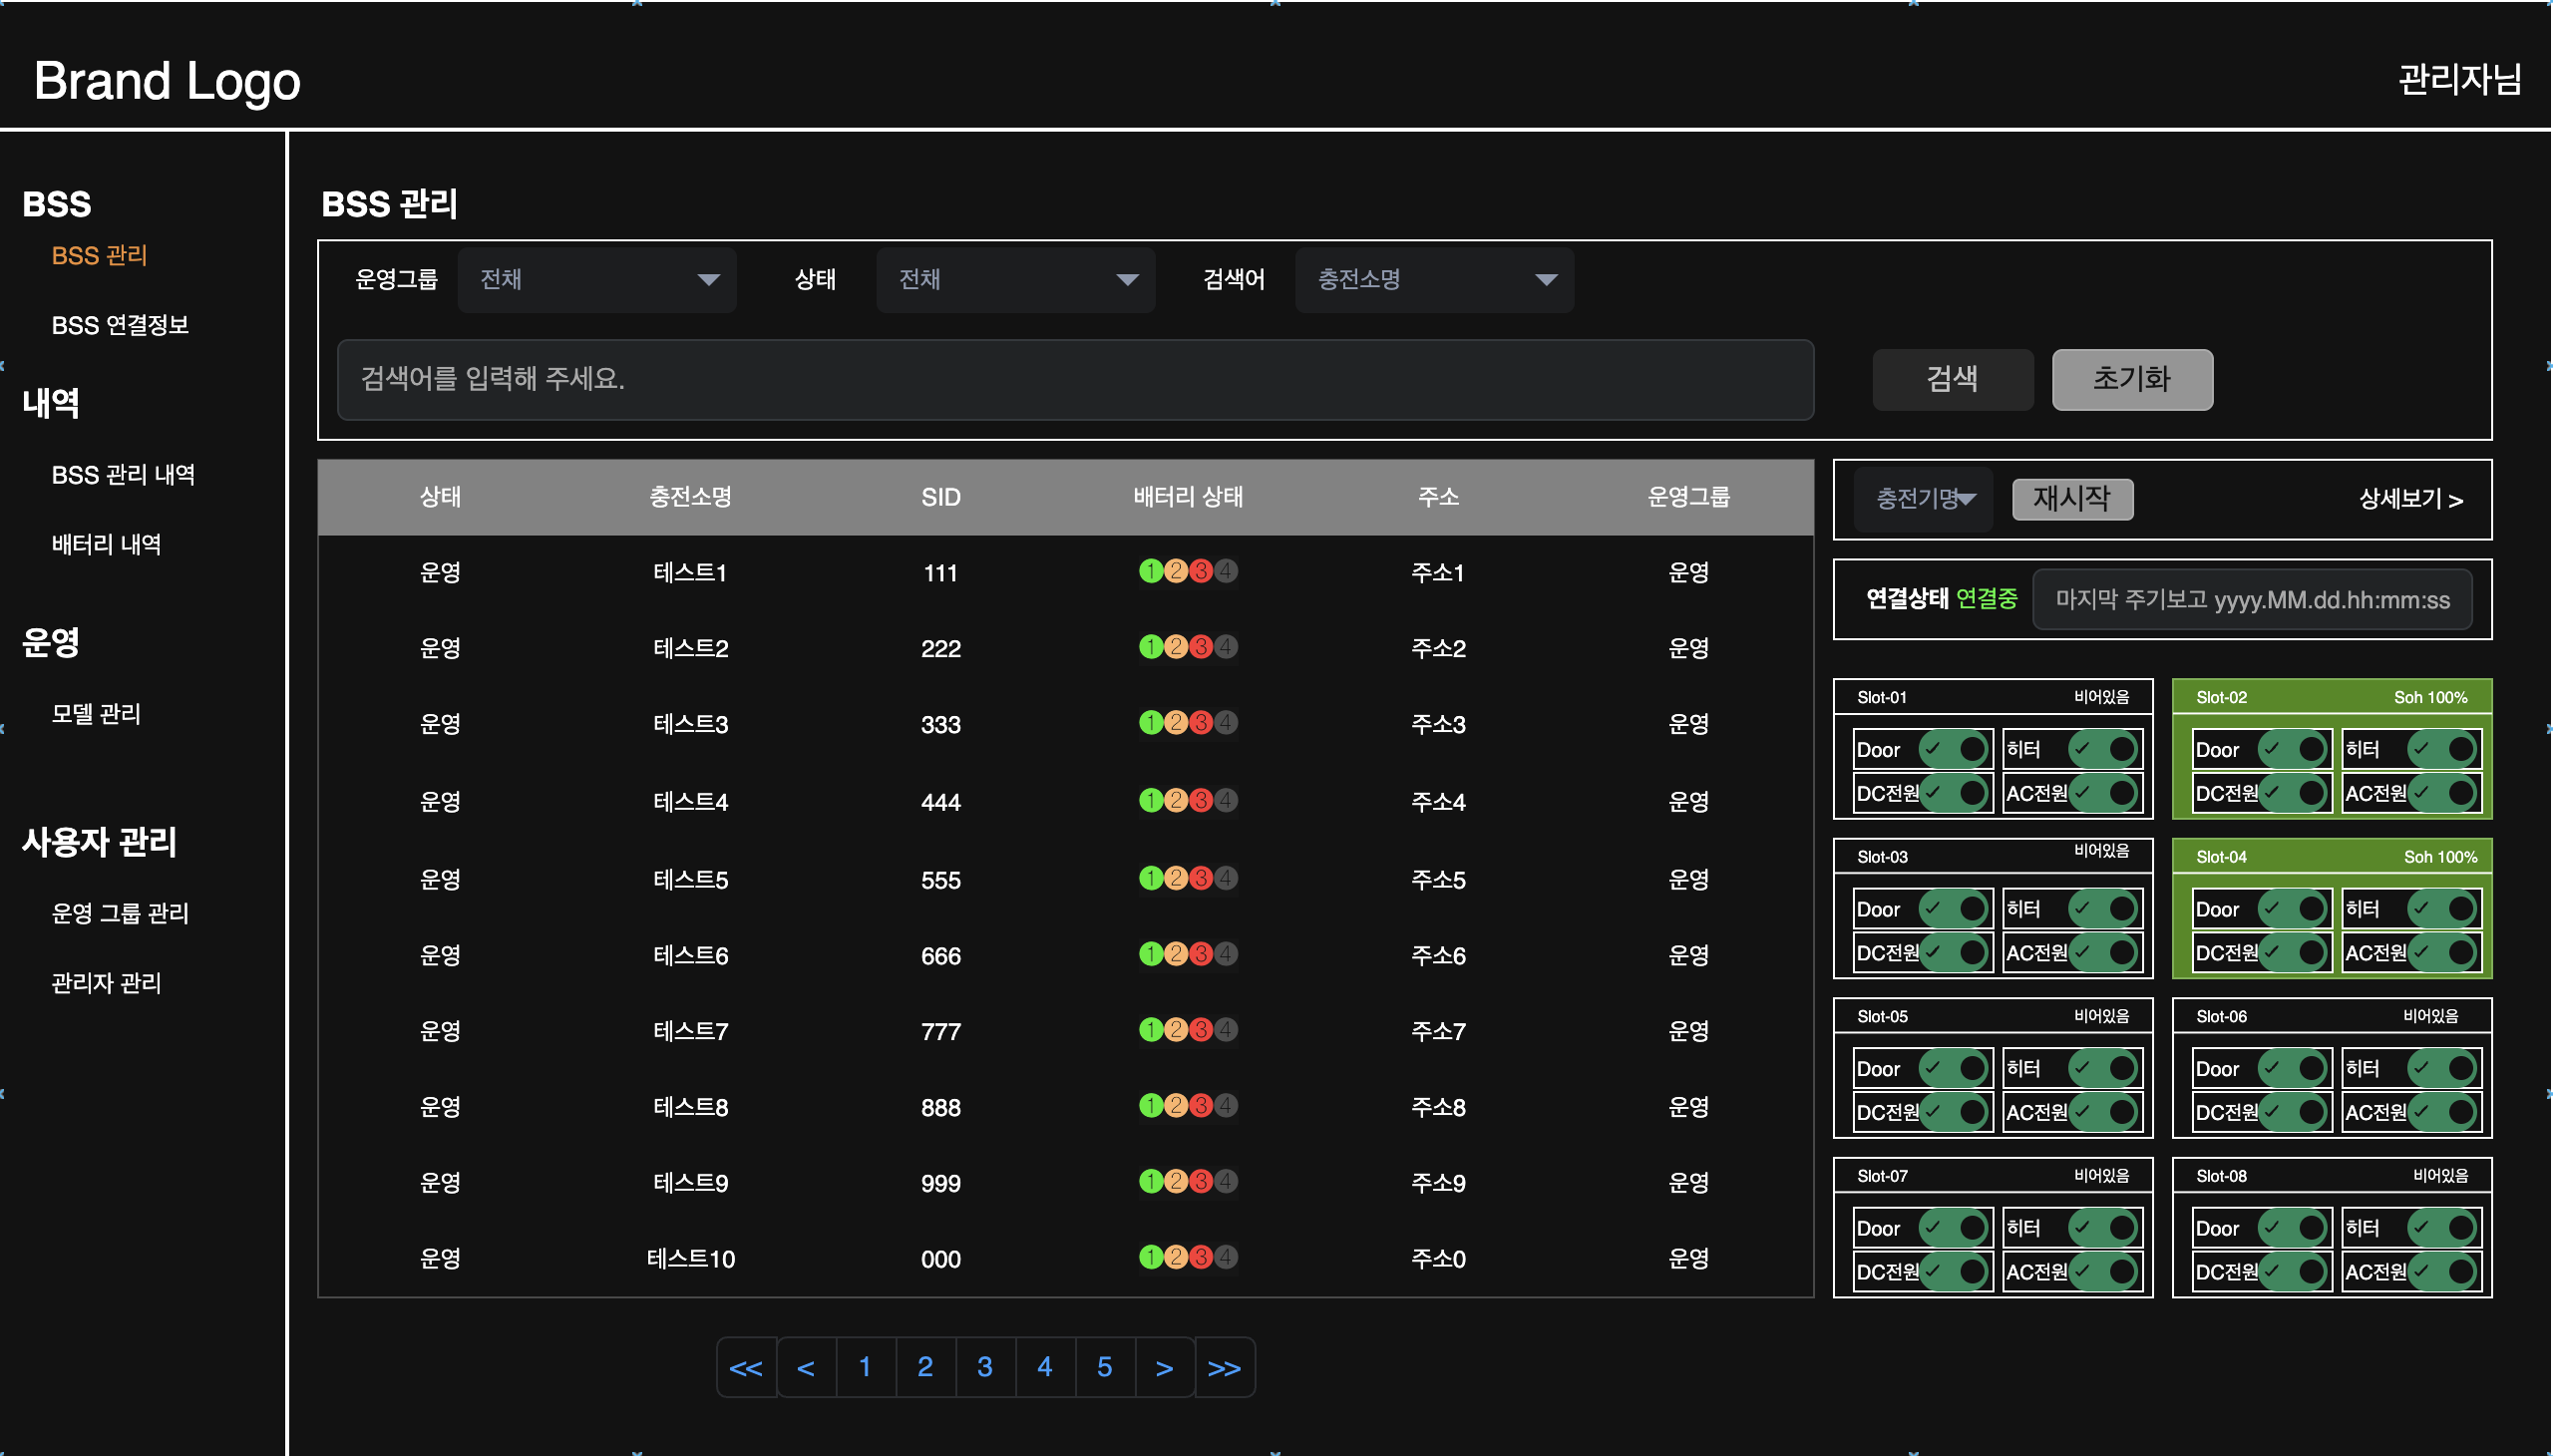 Brand Logo
관리자님
BSS
BSS 관리
BSS 연결정보
내역
BSS 관리 내역
배터리 내역
운영
모델 관리
사용자 관리
운영 그룹 관리
관리자 관리
BSS 관리
운영그룹 전채 상태 전채 검색어 충전소명
검색어를 입력해 주세요. 검색 초기화
상태 충전소명 SID 배터리 상태 주소 운영그룹
운영 테스트1 111 1 2 3 4 주소1 운영
운영 테스트2 222 1 2 3 4 주소2 운영
운영 테스트3 333 1 2 3 4 주소3 운영
운영 테스트4 444 1 2 3 4 주소4 운영
운영 테스트5 555 1 2 3 4 주소5 운영
운영 테스트6 666 1 2 3 4 주소6 운영
운영 테스트7 777 1 2 3 4 주소7 운영
운영 테스트8 888 1 2 3 4 주소8 운영
운영 테스트9 999 1 2 3 4 주소9 운영
운영 테스트10 000 1 2 3 4 주소0 운영
<< < 1 2 3 4 5 > >>
충전기명 재시작 상세보기 >
연결상태 연결중 마지막 주기보고 yyyy.MM.dd.hh:mm:ss
Slot-01 비어있음
Door 히터
DC전원 AC전원
Slot-02 Soh 100%
Door 히터
DC전원 AC전원
Slot-03 비어있음
Door 히터
DC전원 AC전원
Slot-04 Soh 100%
Door 히터
DC전원 AC전원
Slot-05 비어있음
Door 히터
DC전원 AC전원
Slot-06 비어있음
Door 히터
DC전원 AC전원
Slot-07 비어있음
Door 히터
DC전원 AC전원
Slot-08 비어있음
Door 히터
DC전원 AC전원